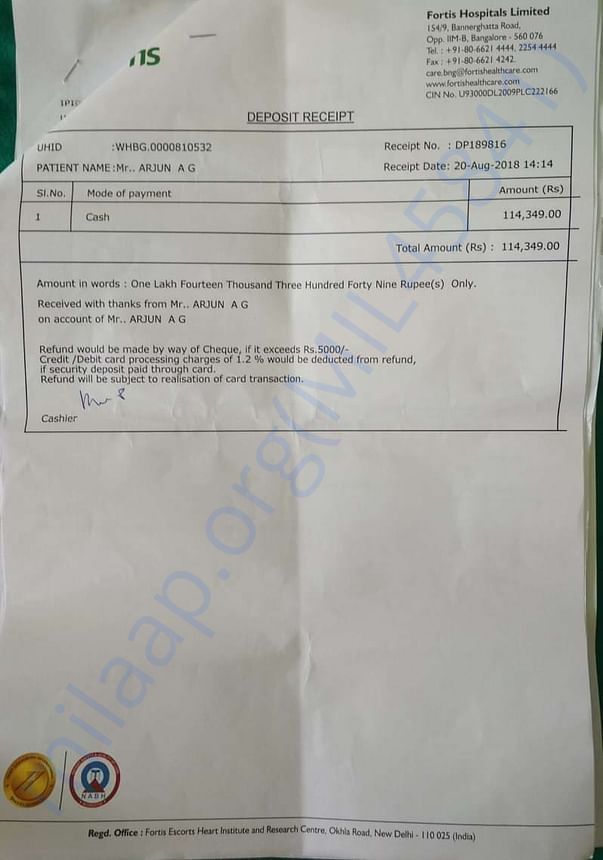 Fortis Hospitals Limited
154/9, Bannerghatta Road,
Opp. IIM-B, Bangalore - 560 076
Tel. : +91-80-6621 4444, 2254 4444
Fax : +91-80-6621 4242.
care.bng@fortishealthcare.com
www.fortishealthcare.com
CIN No. U93000DL2009PLC222166
DEPOSIT RECEIPT
UHID :WHBG.0000810532 Receipt No. : DP189816
PATIENT NAME :Mr.. ARJUN A G Receipt Date: 20-Aug-2018 14:14
Sl.No. Mode of payment Amount (Rs)
1 Cash 114,349.00
Total Amount (Rs) : 114,349.00
Amount in words : One Lakh Fourteen Thousand Three Hundred Forty Nine Rupee(s) Only.
Received with thanks from Mr.. ARJUN A G
on account of Mr.. ARJUN A G
Refund would be made by way of Cheque, if it exceeds Rs.5000/-
Credit /Debit card processing charges of 1.2 % would be deducted from refund,
if security deposit paid through card.
Refund will be subject to realisation of card transaction.
Cashier
milaap.org(MIL45841)
NABH
Regd. Office : Fortis Escorts Heart Institute and Research Centre, Okhla Road, New Delhi - 110 025 (India)